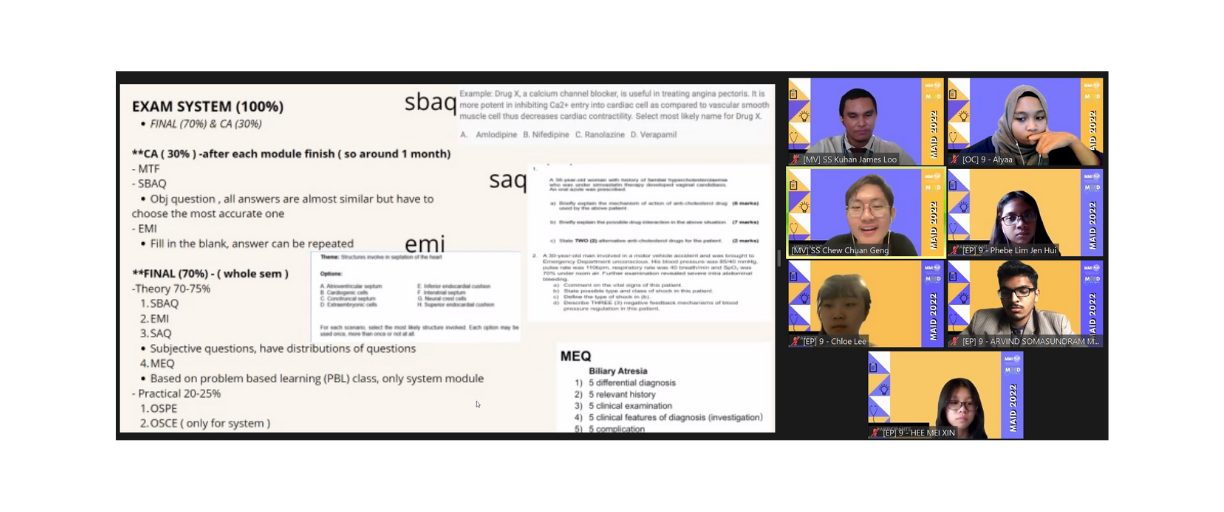 EXAM SYSTEM (100%)
• FINAL (70%) & CA (30%)
**CA ( 30% ) -after each module finish ( so around 1 month)
- MTF
- SBAQ
• Obj question , all answers are almost similar but have to
choose the most accurate one
- EMI
• Fill in the blank, answer can be repeated
**FINAL (70%) - ( whole sem )
-Theory 70-75%
1.SBAQ
2.EMI
3.SAQ
• Subjective questions, have distributions of questions
4.MEQ
• Based on problem based learning (PBL) class, only system module
- Practical 20-25%
1.OSPE
2.OSCE ( only for system )
sbaq
Example: Drug X, a calcium channel blocker, is useful in treating angina pectoris. It is
more potent in inhibiting Ca2+ entry into cardiac cell as compared to vascular smooth
muscle cell thus decreases cardiac contractility. Select most likely name for Drug X.
A. Amlodipine B. Nifedipine C. Ranolazine D. Verapamil
saq
1.
who was under simvastatin therapy developed vaginal candidiasis.
An oral azole was prescribed.
a) Briefly explain the mechanism of action of anti-cholesterol drug (6 marks)
used by the above patient
b) Briefly explain the possible drug interaction in the above situation (7 marks)
c) State TWO (2) alternative anti-cholesterol drugs for the patient (2 marks)
2. A 30-year-old man involved in a motor vehicle accident and was brought to
Emergency Department unconscious. His blood pressure was 60/40 mmHg,
pulse rate was 110bpm, respiratory rate was 40 breath/min and SpO2 was
70% under room air. Further examination revealed severe intra abdominal
bleeding.
a) Comment on the vital signs of this patient.
b) State possible type and class of shock in this patient.
c) Define the type of shock in (b).
d) Describe THREE (3) negative feedback mechanisms of blood
pressure regulation in this patient.
emi
Theme: Structures involve in septation of the heart
Options:
A. Atrioventricular septum
B. Cardiogenic cells
C. Conotruncal septum
D. Extraembryonic cells
E. Inferior endocardial cushion
F. Interatrial septum
G. Neural crest cells
H. Superior endocardial cushion
For each scenario, select the most likely structure involved. Each option may be
used once, more than once or not at all.
MEQ
Biliary Atresia
1) 5 differential diagnosis
2) 5 relevant history
3) 5 clinical examination
4) 5 clinical features of diagnosis (investigation)
5) 5 complication
[MV] SS Kuhan James Loo
MAID 2022
[OC] 9 - Alyaa
MAID 2022
[MV] SS Chew Chuan Geng
MAID 2022
[EP] 9 - Phebe Lim Jen Hui
MAID 2022
[EP] 9 - Chloe Lee
MAID 2022
[EP] 9 - ARVIND SOMASUNDRAM M...
MAID 2022
[EP] 9 - HEE MEI XIN
MAID 2022